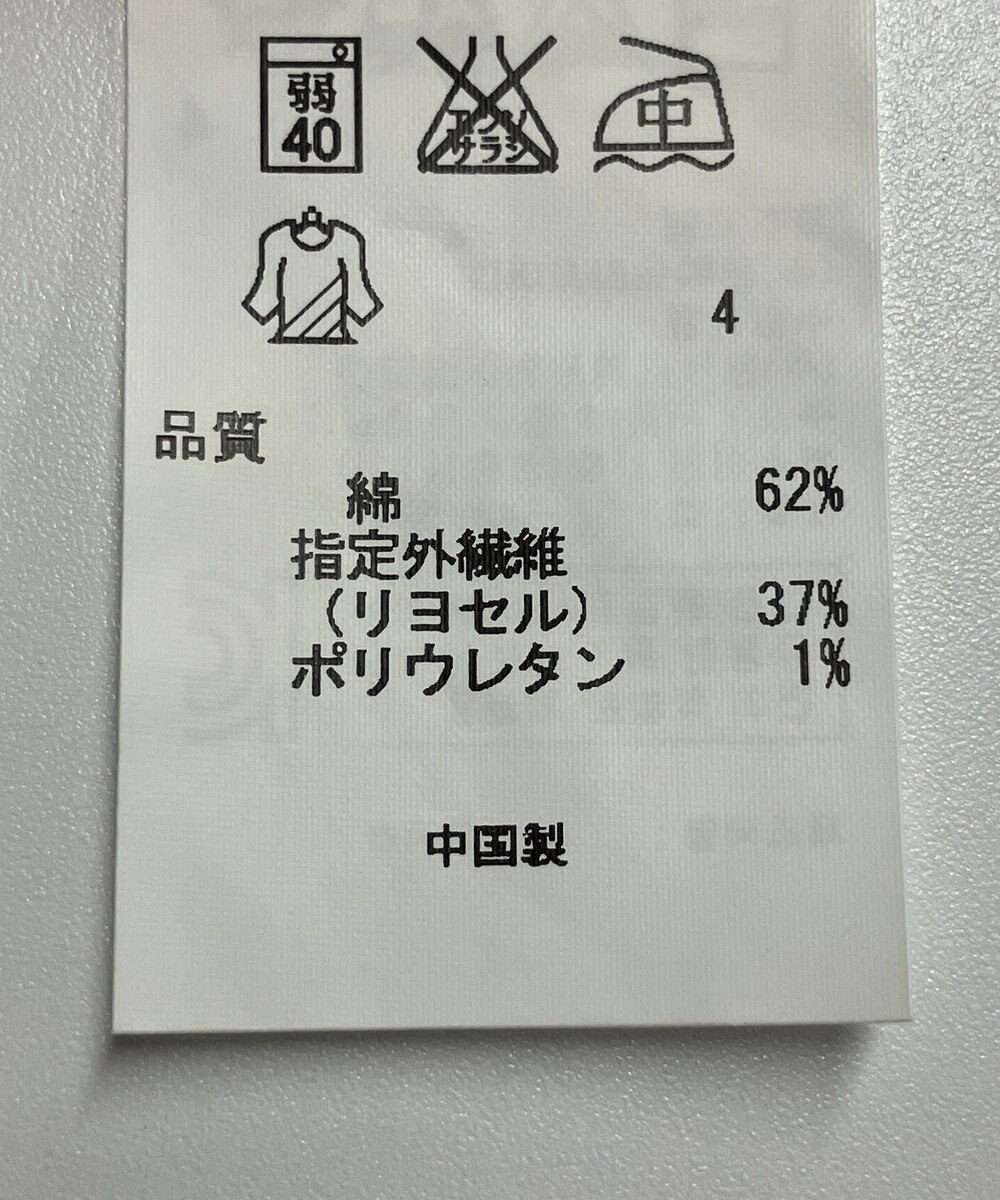 弱 40
エンソ
サラシ
中
4
品質
綿 62%
指定外繊維
(リヨセル) 37%
ポリウレタン 1%
中国製